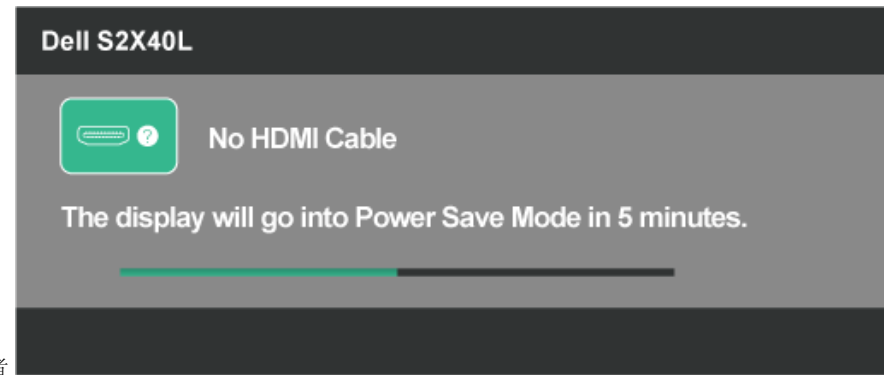 Dell S2X40L
?
No HDMI Cable
The display will go into Power Save Mode in 5 minutes.